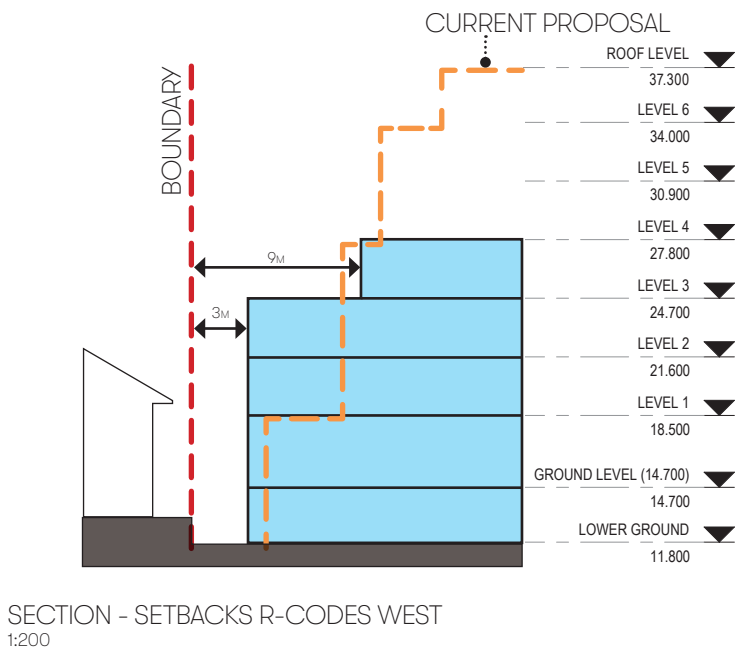 CURRENT PROPOSAL
BOUNDARY
ROOF LEVEL
37.300
LEVEL 6
34.000
LEVEL 5
30.900
LEVEL 4
27.800
9M
LEVEL 3
24.700
3M
LEVEL 2
21.600
LEVEL 1
18.500
GROUND LEVEL (14.700)
14.700
LOWER GROUND
11.800
SECTION - SETBACKS R-CODES WEST
1:200